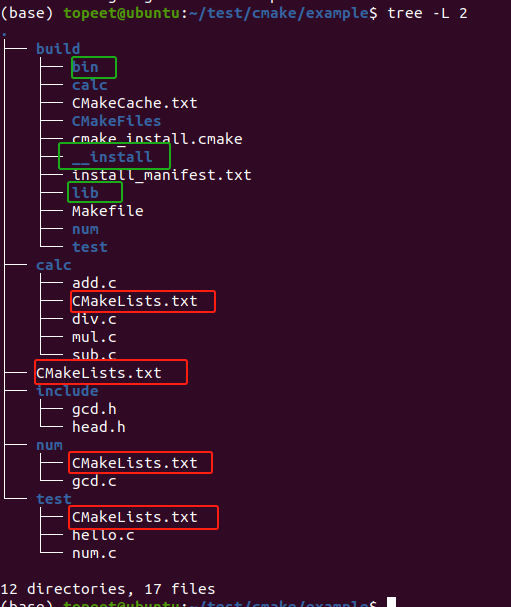 (base) topeet@ubuntu:~/test/cmake/example$ tree -L 2
.
├── build
│   ├── bin
│   ├── calc
│   ├── CMakeCache.txt
│   ├── CMakeFiles
│   ├── cmake_install.cmake
│   ├── __install
│   ├── install_manifest.txt
│   ├── lib
│   ├── Makefile
│   ├── num
│   └── test
├── calc
│   ├── add.c
│   ├── CMakeLists.txt
│   ├── div.c
│   ├── mul.c
│   └── sub.c
├── CMakeLists.txt
├── include
│   ├── gcd.h
│   └── head.h
├── num
│   ├── CMakeLists.txt
│   └── gcd.c
└── test
    ├── CMakeLists.txt
    ├── hello.c
    └── num.c
12 directories, 17 files
(base) topeet@ubuntu:~/test/cmake/example$